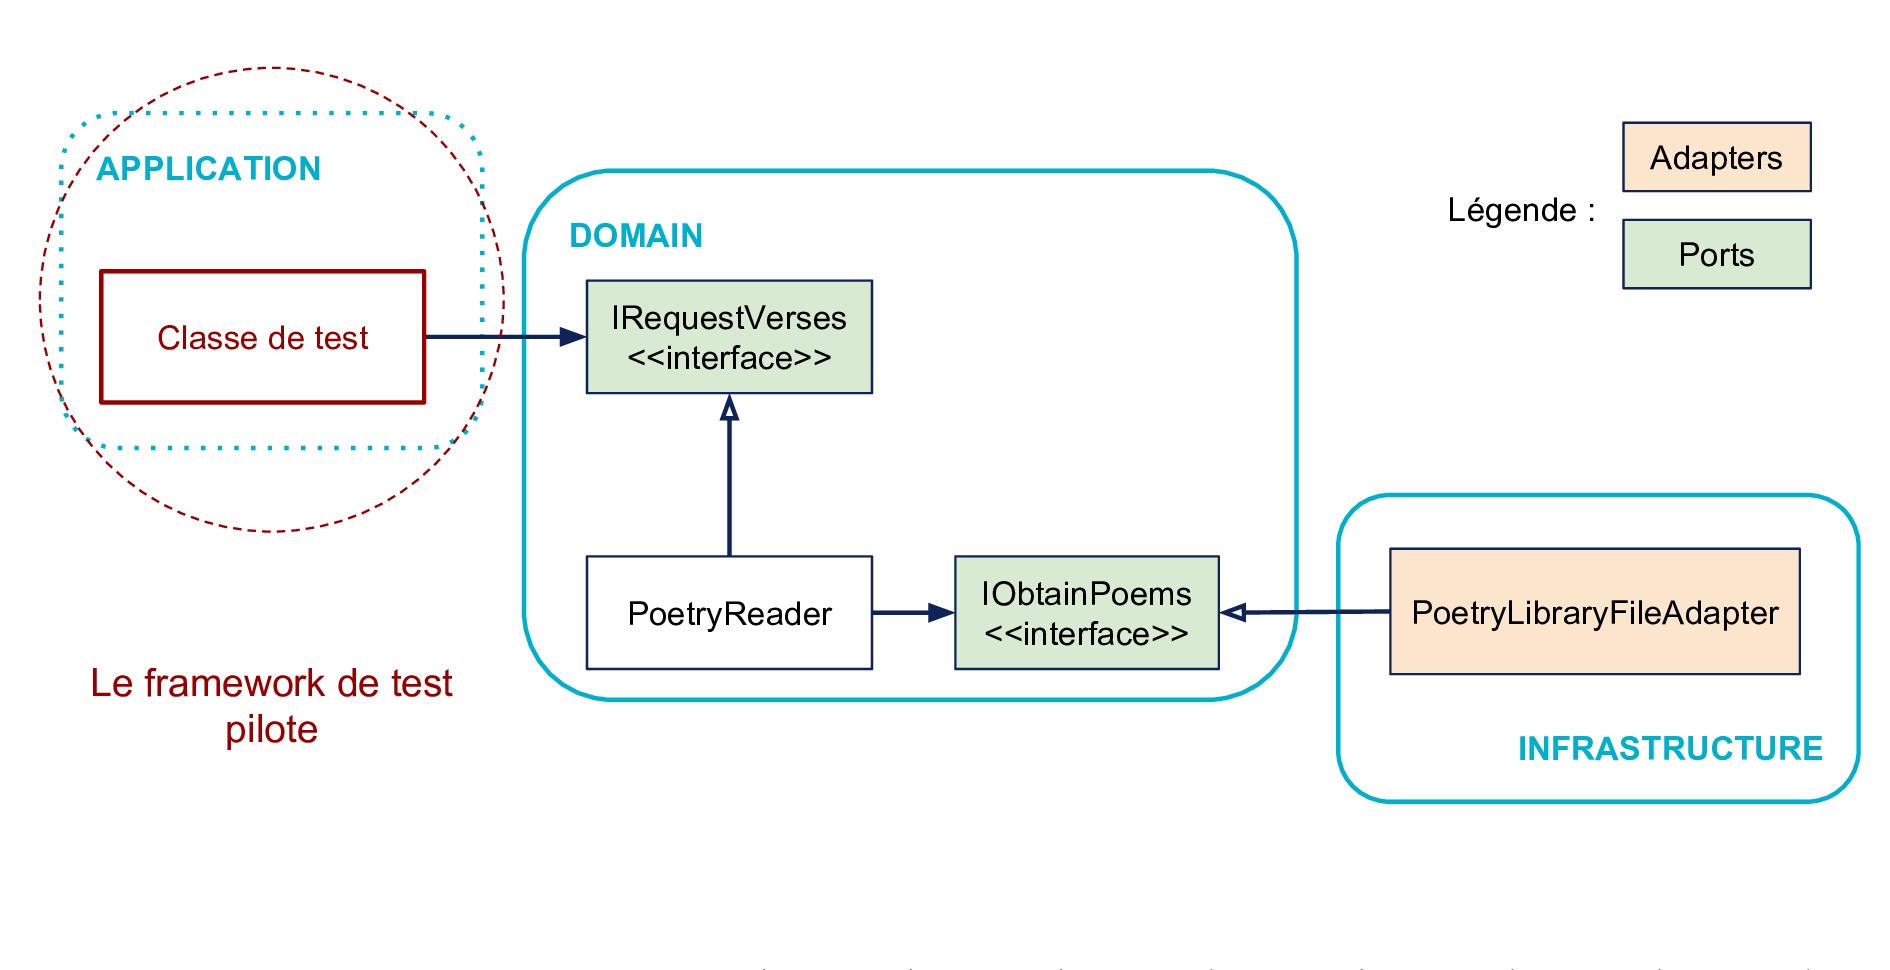 APPLICATION
Classe de test
Le framework de test
pilote
DOMAIN
IRequestVerses
<<interface>>
PoetryReader
IObtainPoems
<<interface>>
Légende :
Adapters
Ports
PoetryLibraryFileAdapter
INFRASTRUCTURE